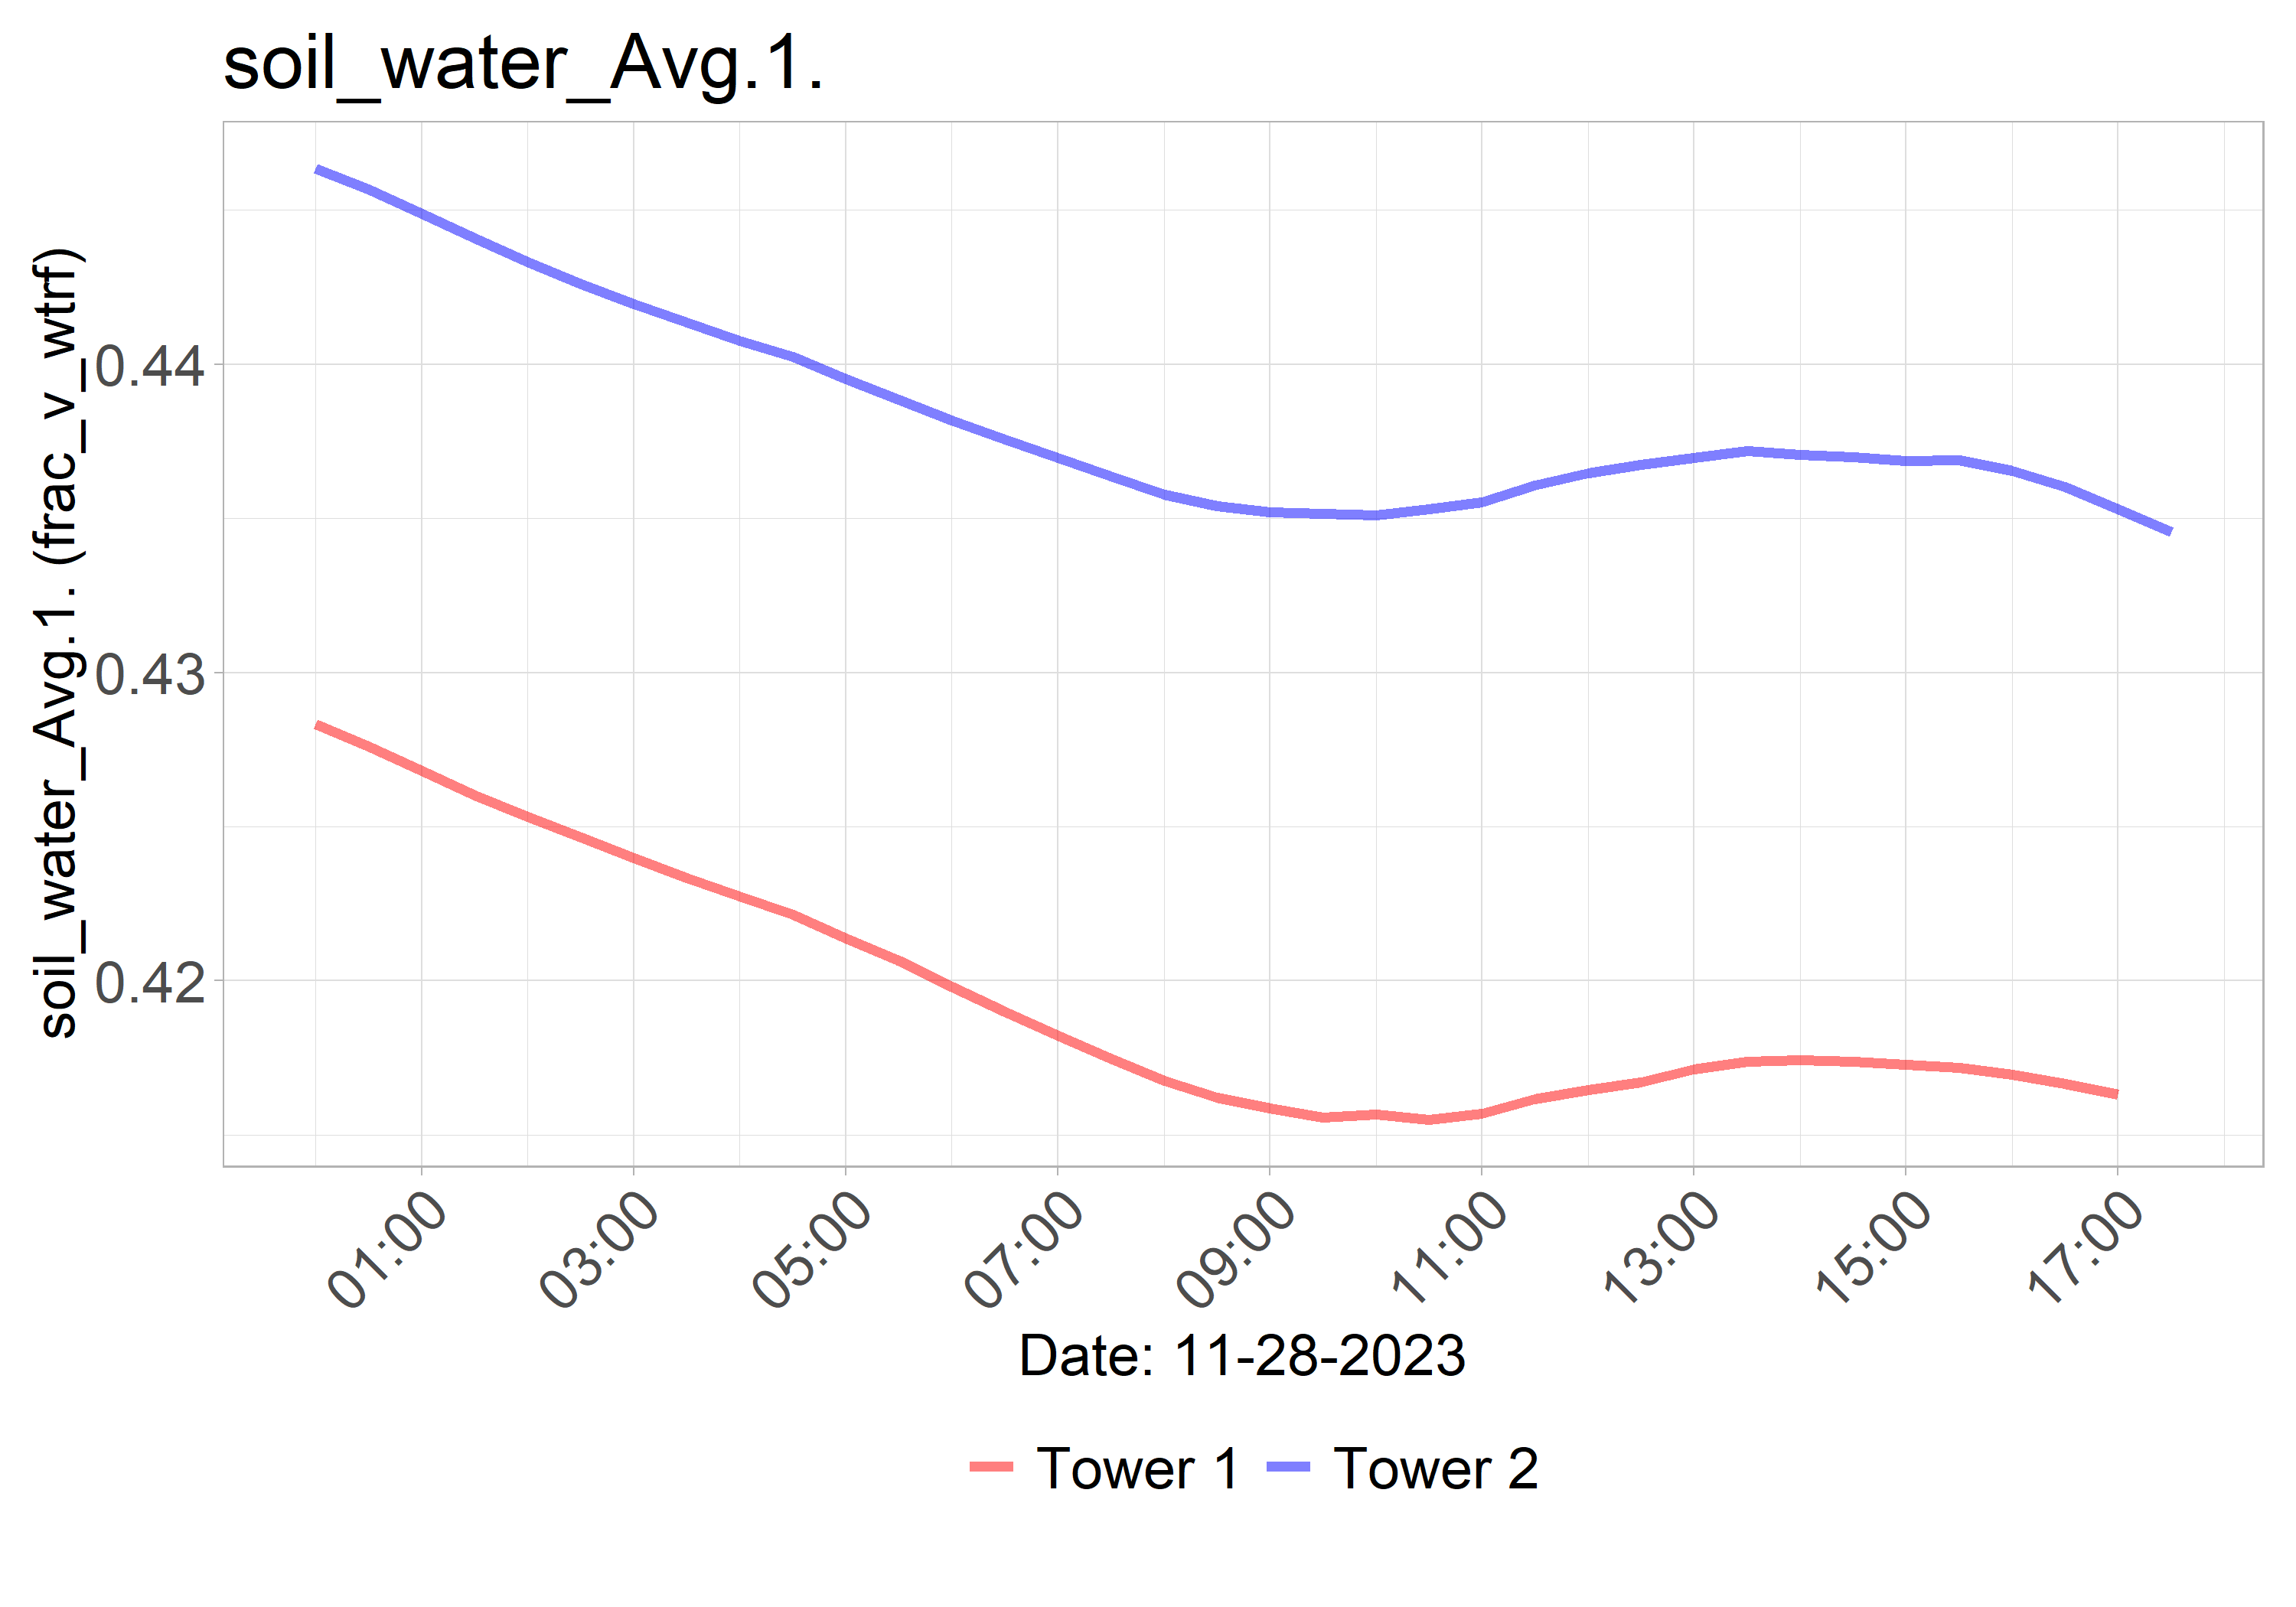 soil_water_Avg.1.
soil_water_Avg.1. (frac_v_wtrf)
0.44
0.43
0.42
01:00
03:00
05:00
07:00
09:00
11:00
13:00
15:00
17:00
Date: 11-28-2023
Tower 1
Tower 2